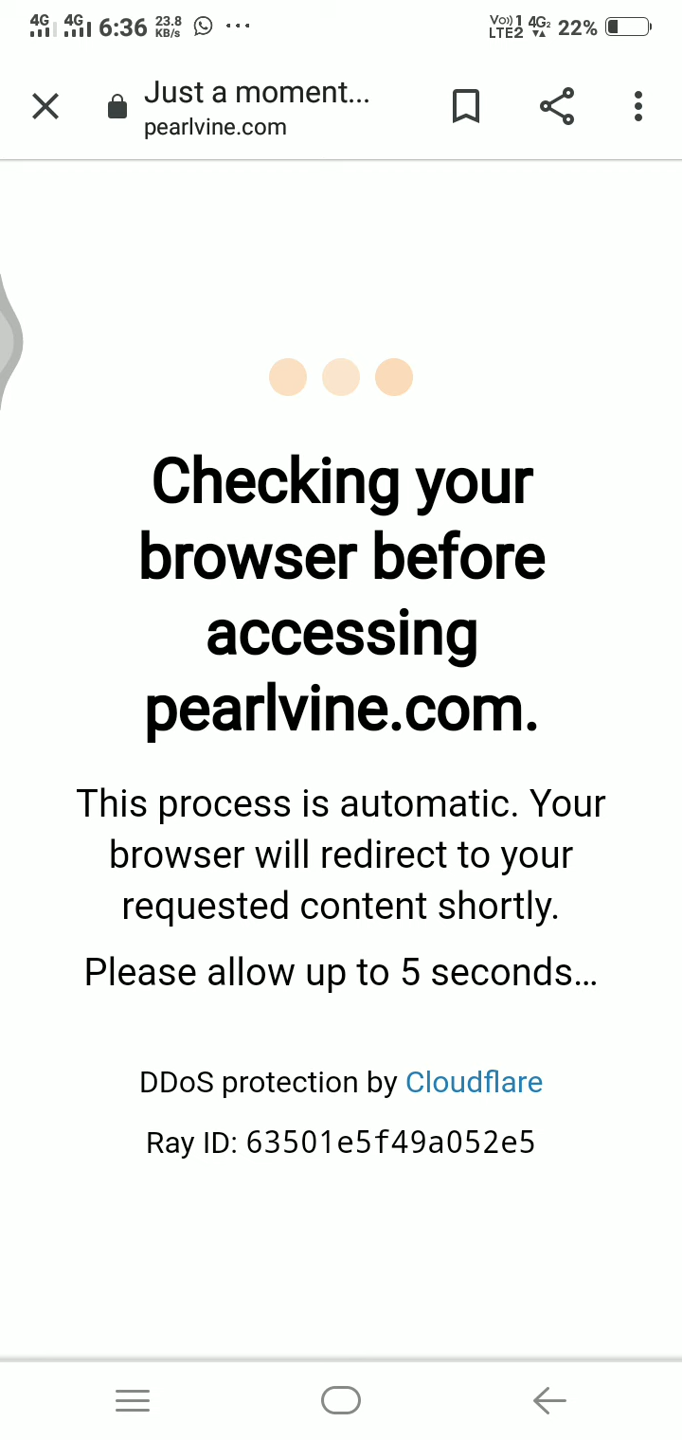 4G 4G 6:36 23.8 KB/s ... Vo)) 1 LTE2 4G2 22%
Just a moment...
pearlvine.com
Checking your
browser before
accessing
pearlvine.com.
This process is automatic. Your
browser will redirect to your
requested content shortly.
Please allow up to 5 seconds...
DDoS protection by Cloudflare
Ray ID: 63501e5f49a052e5